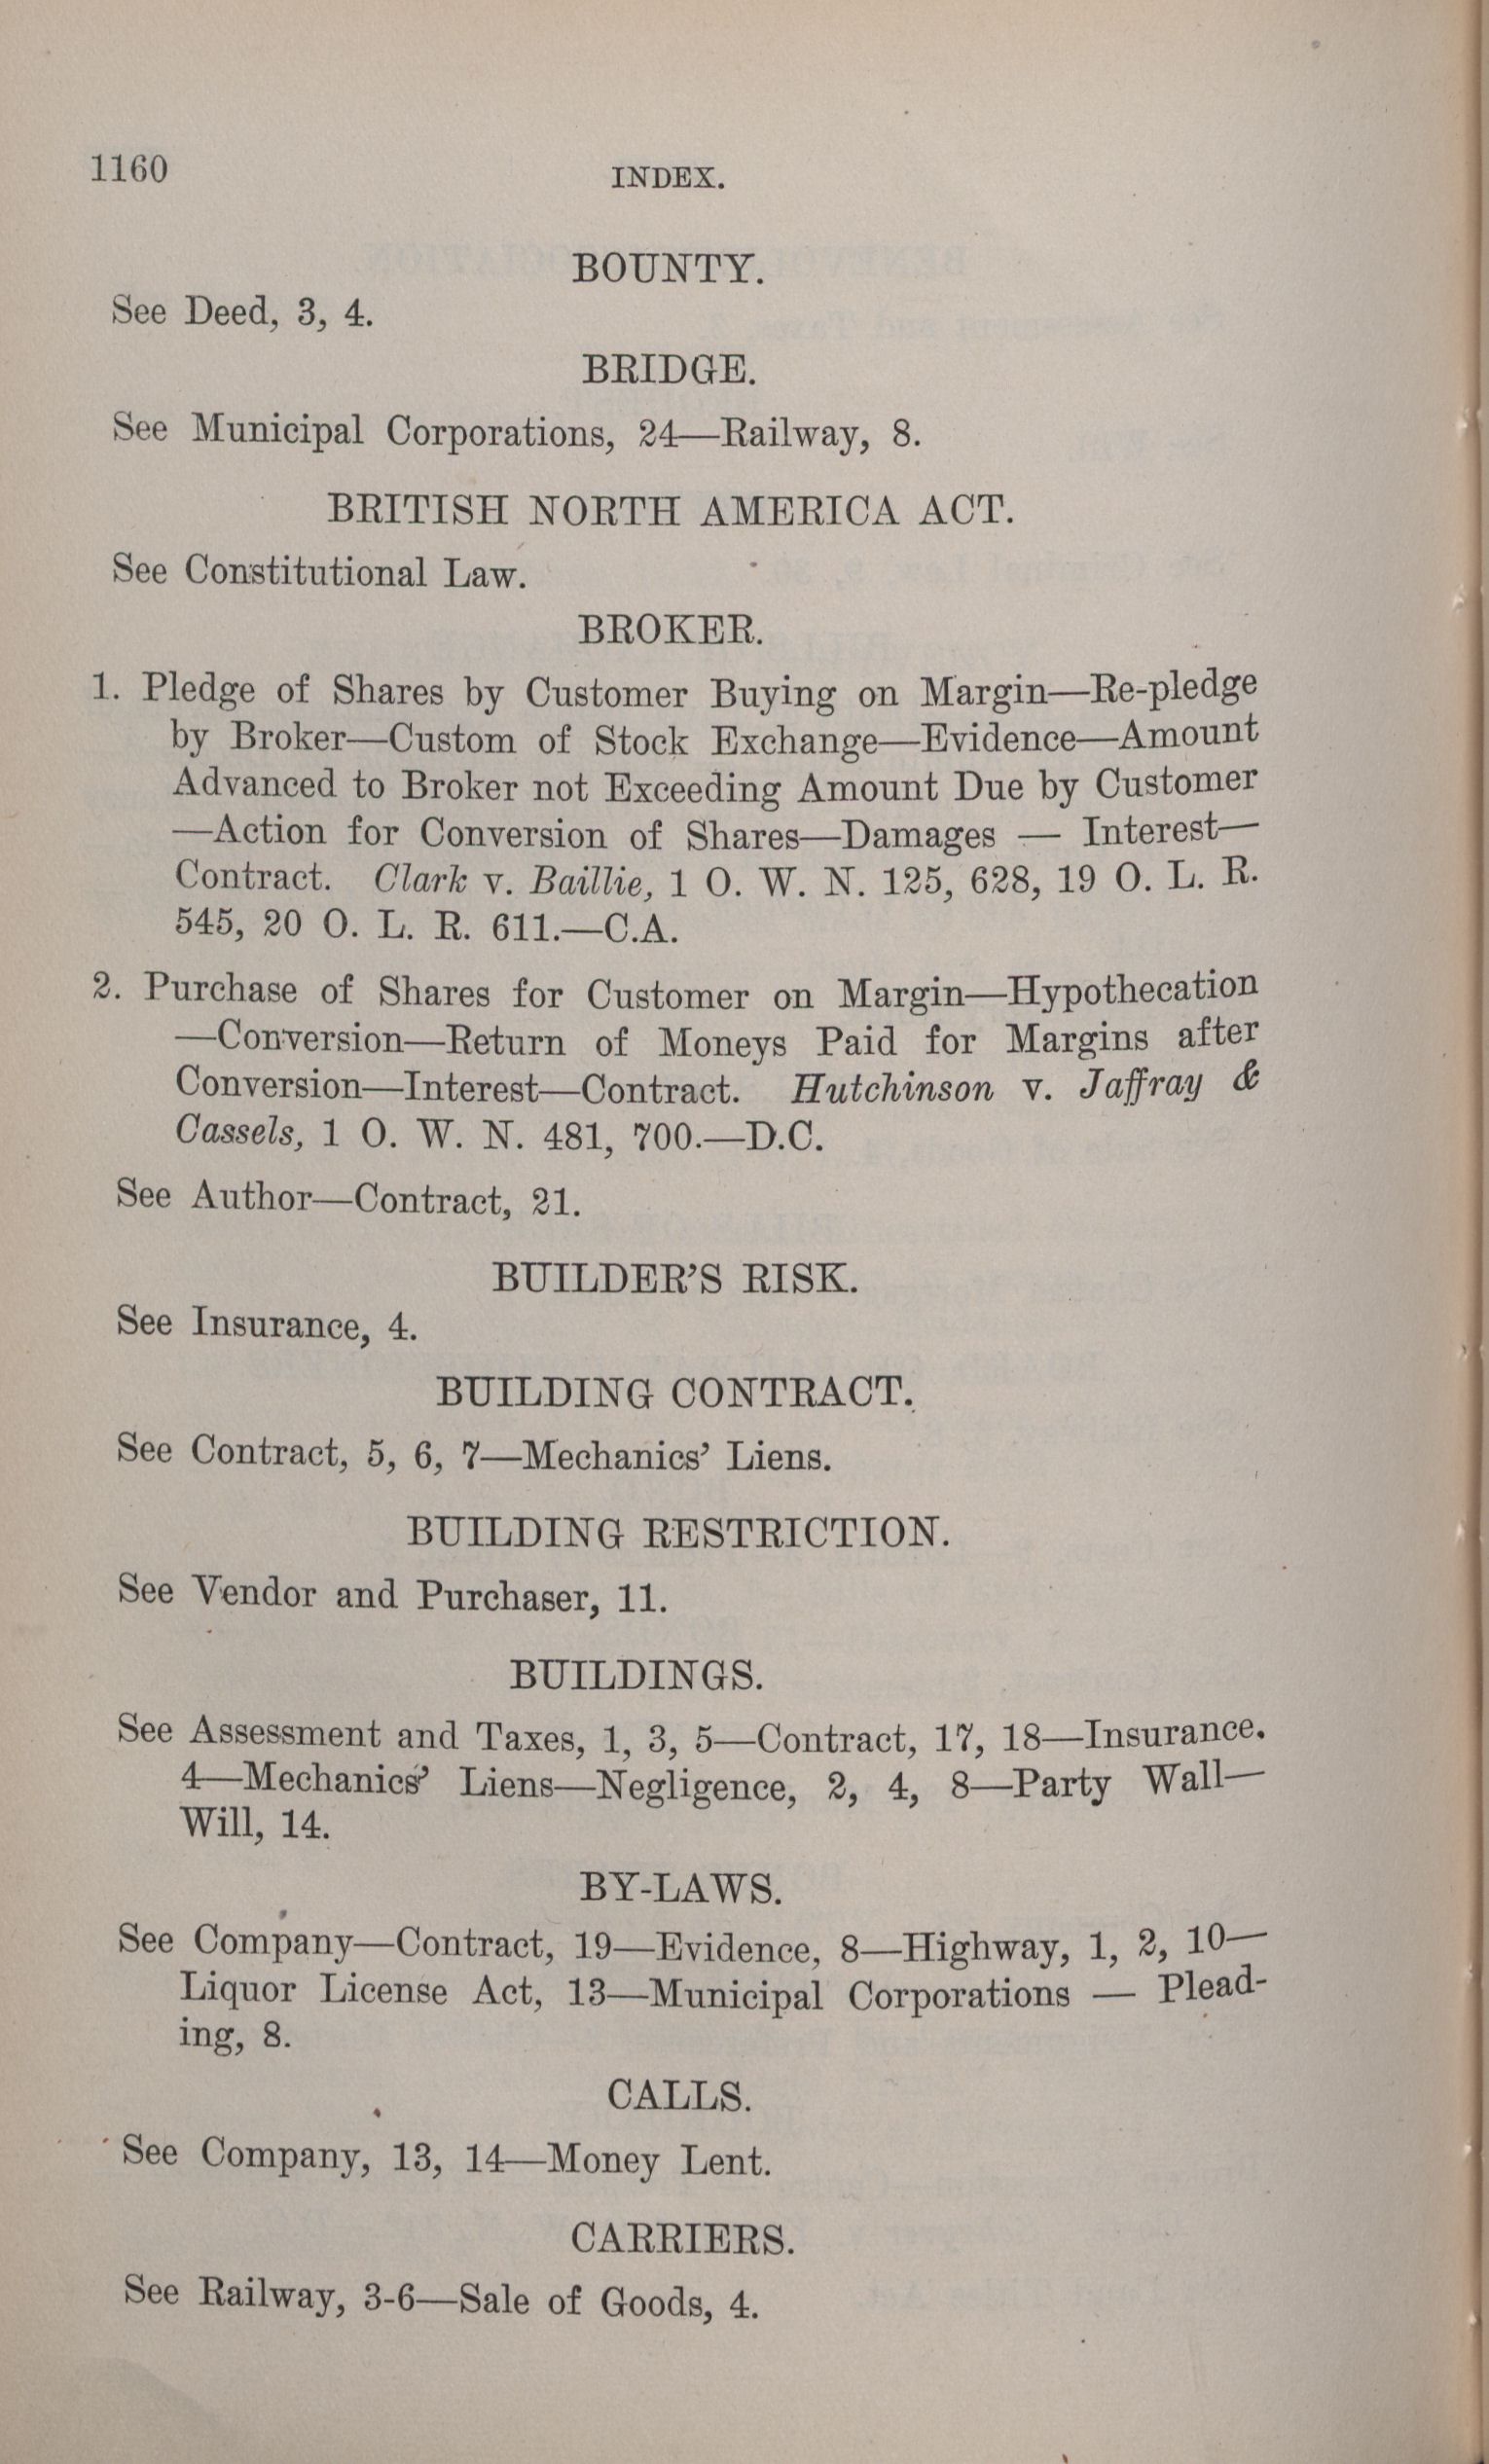 1160
INDEX.
BOUNTY.
See Deed, 3, 4.
BRIDGE.
See Municipal Corporations, 24—Railway, 8.
BRITISH NORTH AMERICA ACT.
See Constitutional Law.
BROKER.
1. Pledge of Shares by Customer Buying on Margin—Re-pledge
by Broker—Custom of Stock Exchange—Evidence—Amount
Advanced to Broker not Exceeding Amount Due by Customer
—Action for Conversion of Shares—Damages — Interest—
Contract. Clark v. Baillie, 1 O. W. N. 125, 628, 19 O. L. R.
545, 20 O. L. R. 611.—C.A.
2. Purchase of Shares for Customer on Margin—Hypothecation
—Conversion—Return of Moneys Paid for Margins after
Conversion—Interest—Contract. Hutchinson v. Jaffray &
Cassels, 1 O. W. N. 481, 700.—D.C.
See Author—Contract, 21.
BUILDER’S RISK.
See Insurance, 4.
BUILDING CONTRACT.
See Contract, 5, 6, 7—Mechanics’ Liens.
BUILDING RESTRICTION.
See Vendor and Purchaser, 11.
BUILDINGS.
See Assessment and Taxes, 1, 3, 5—Contract, 17, 18—Insurance.
4—Mechanics’ Liens—Negligence, 2, 4, 8—Party Wall—
Will, 14.
BY-LAWS.
See Company—Contract, 19—Evidence, 8—Highway, 1, 2, 10—
Liquor License Act, 13—Municipal Corporations — Plead-
ing, 8.
CALLS.
See Company, 13, 14—Money Lent.
CARRIERS.
See Railway, 3-6—Sale of Goods, 4.